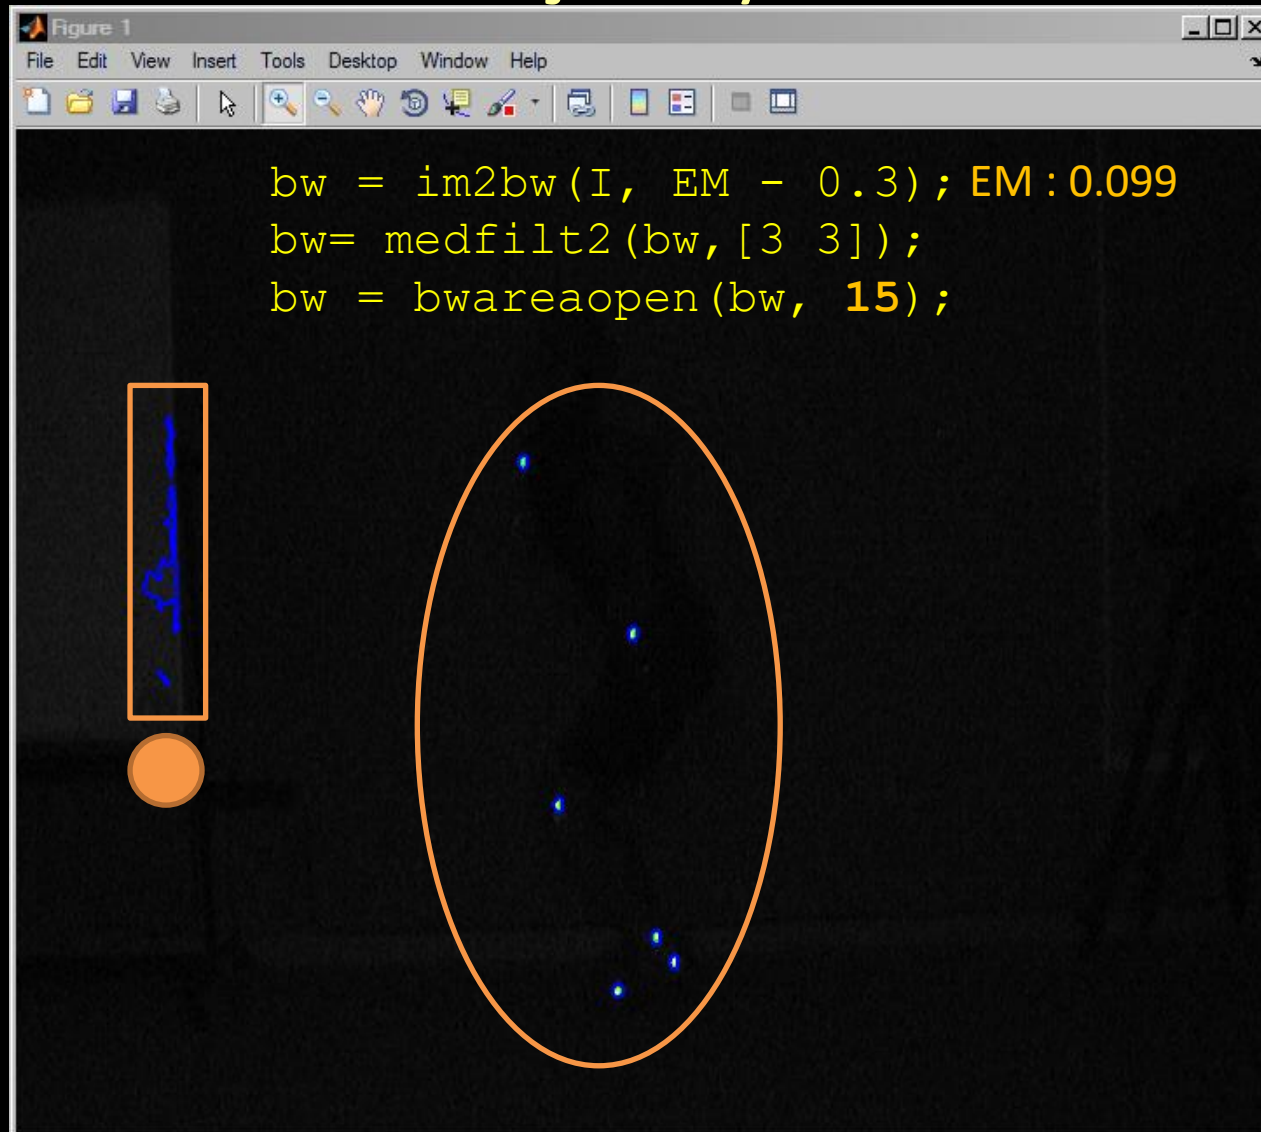 Figure 1
File Edit View Insert Tools Desktop Window Help
bw = im2bw(I, EM - 0.3); EM : 0.099
bw= medfilt2(bw,[3 3]);
bw = bwareaopen(bw, 15);